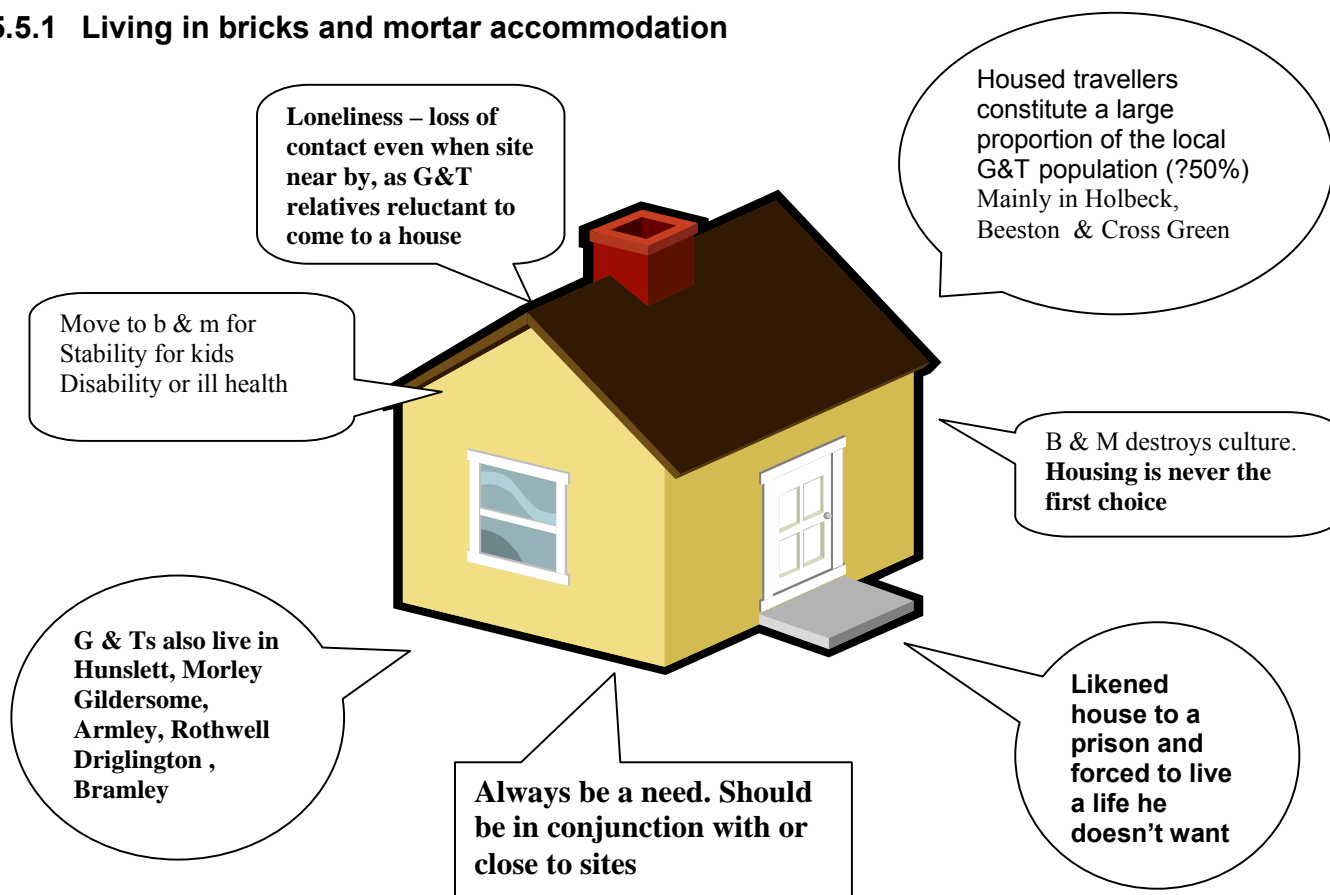 5.5.1 Living in bricks and mortar accommodation
Loneliness – loss of
contact even when site
near by, as G&T
relatives reluctant to
come to a house
Housed travellers
constitute a large
proportion of the local
G&T population (?50%)
Mainly in Holbeck,
Beeston & Cross Green
Move to b & m for
Stability for kids
Disability or ill health
B & M destroys culture.
Housing is never the
first choice
G & Ts also live in
Hunslett, Morley
Gildersome,
Armley, Rothwell
Driglington ,
Bramley
Always be a need. Should
be in conjunction with or
close to sites
Likened
house to a
prison and
forced to live
a life he
doesn’t want